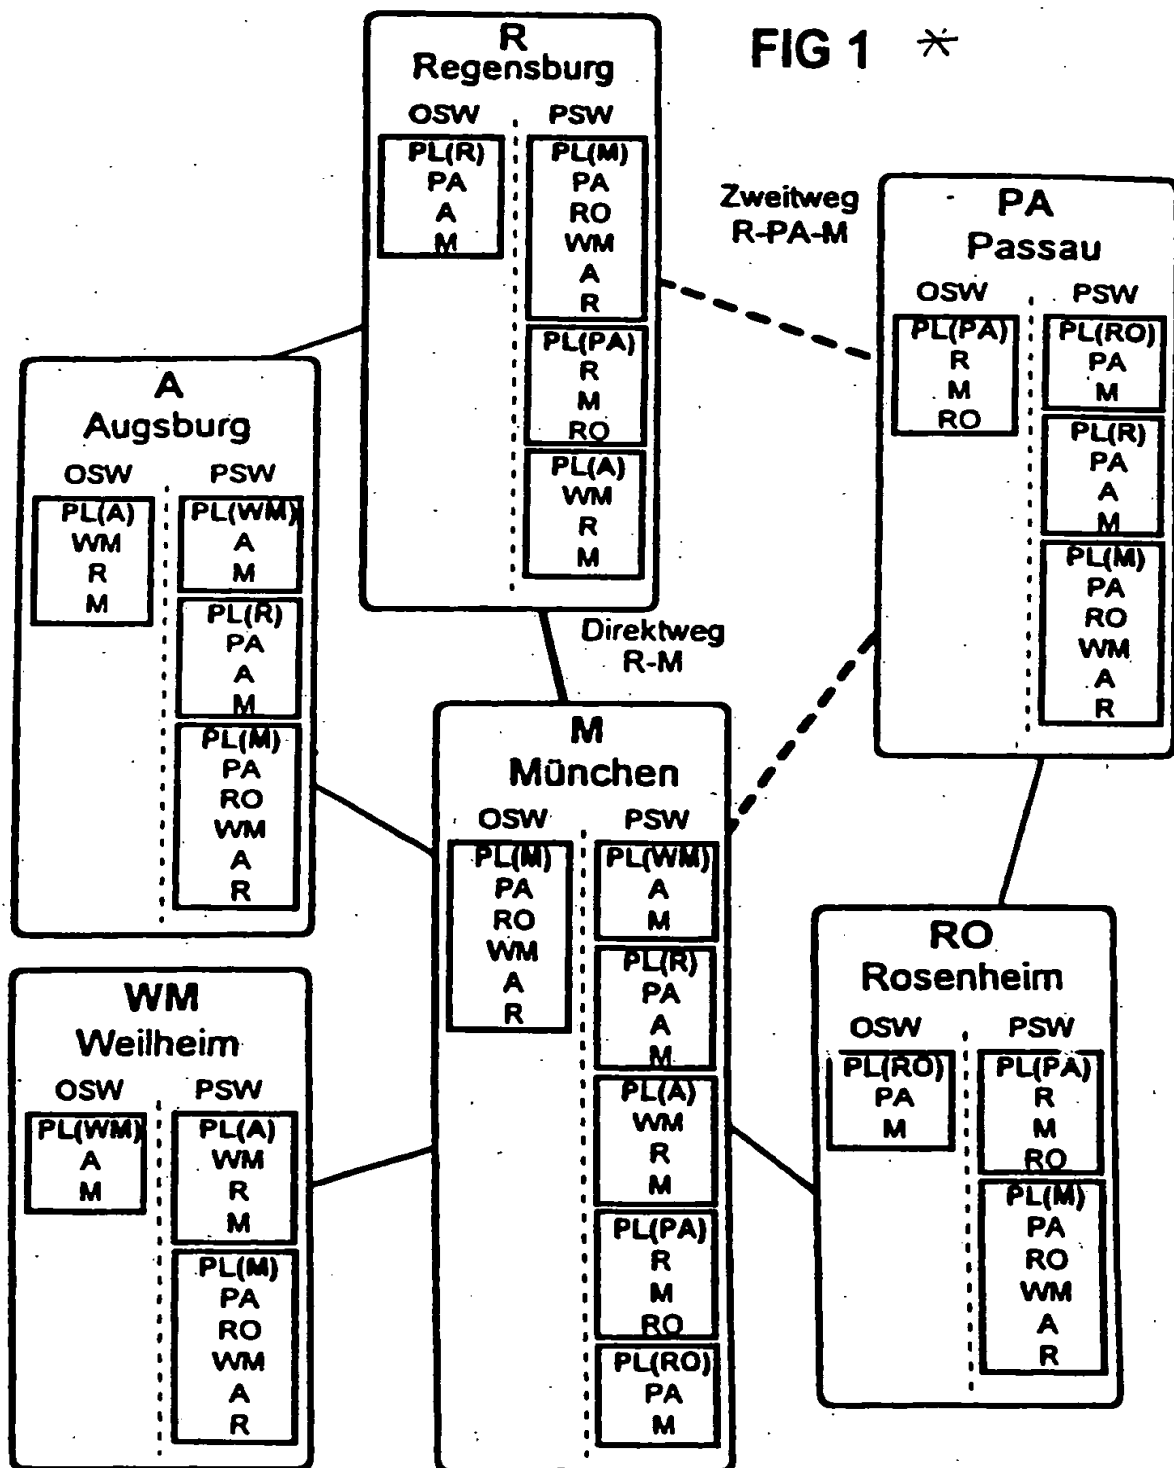 FIG 1 *
R
Regensburg
OSW PSW
PL(R)
PA
A
M
PL(M)
PA
RO
WM
A
R
PL(PA)
R
M
RO
PL(A)
WM
R
M
Zweitweg
R-PA-M
PA
Passau
OSW PSW
PL(PA)
R
M
RO
PL(RO)
PA
M
PL(R)
PA
A
M
PL(M)
PA
RO
WM
A
R
A
Augsburg
OSW PSW
PL(A)
WM
R
M
PL(WM)
A
M
PL(R)
PA
A
M
PL(M)
PA
RO
WM
A
R
Direktweg
R-M
M
München
OSW PSW
PL(M)
PA
RO
WM
A
R
PL(WM)
A
M
PL(R)
PA
A
M
PL(A)
WM
R
M
PL(PA)
R
M
RO
PL(RO)
PA
M
RO
Rosenheim
OSW PSW
PL(RO)
PA
M
PL(PA)
R
M
RO
PL(M)
PA
RO
WM
A
R
WM
Weilheim
OSW PSW
PL(WM)
A
M
PL(A)
WM
R
M
PL(M)
PA
RO
WM
A
R